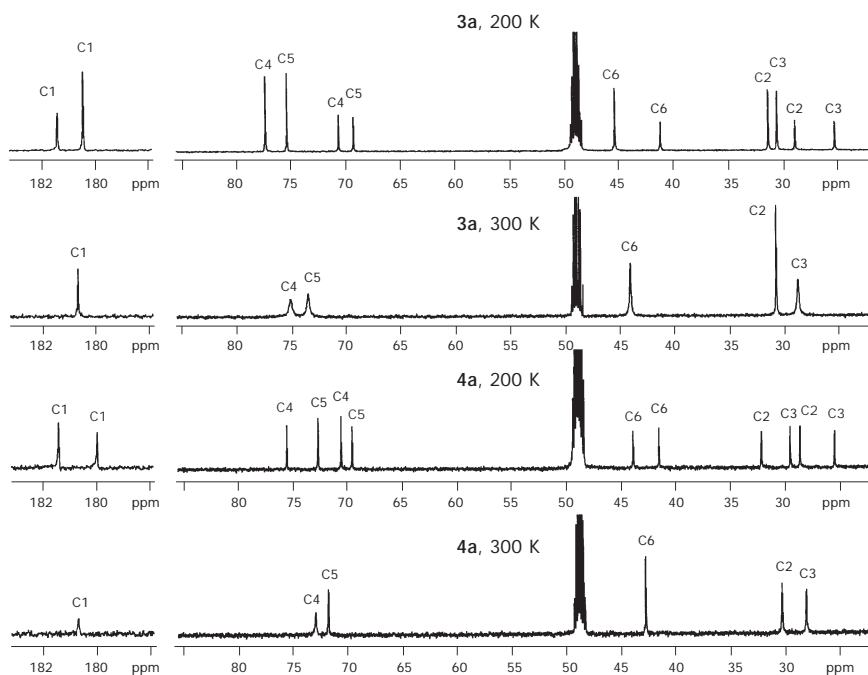 3a, 200 K
C1 C1 C4 C5 C4 C5 C6 C6 C2 C3 C2 C3
182 180 ppm 80 75 70 65 60 55 50 45 40 35 30 ppm
3a, 300 K
C1 C4 C5 C6 C2 C3
182 180 ppm 80 75 70 65 60 55 50 45 40 35 30 ppm
4a, 200 K
C1 C1 C4 C5 C4 C5 C6 C6 C2 C3 C2 C3
182 180 ppm 80 75 70 65 60 55 50 45 40 35 30 ppm
4a, 300 K
C1 C4 C5 C6 C2 C3
182 180 ppm 80 75 70 65 60 55 50 45 40 35 30 ppm